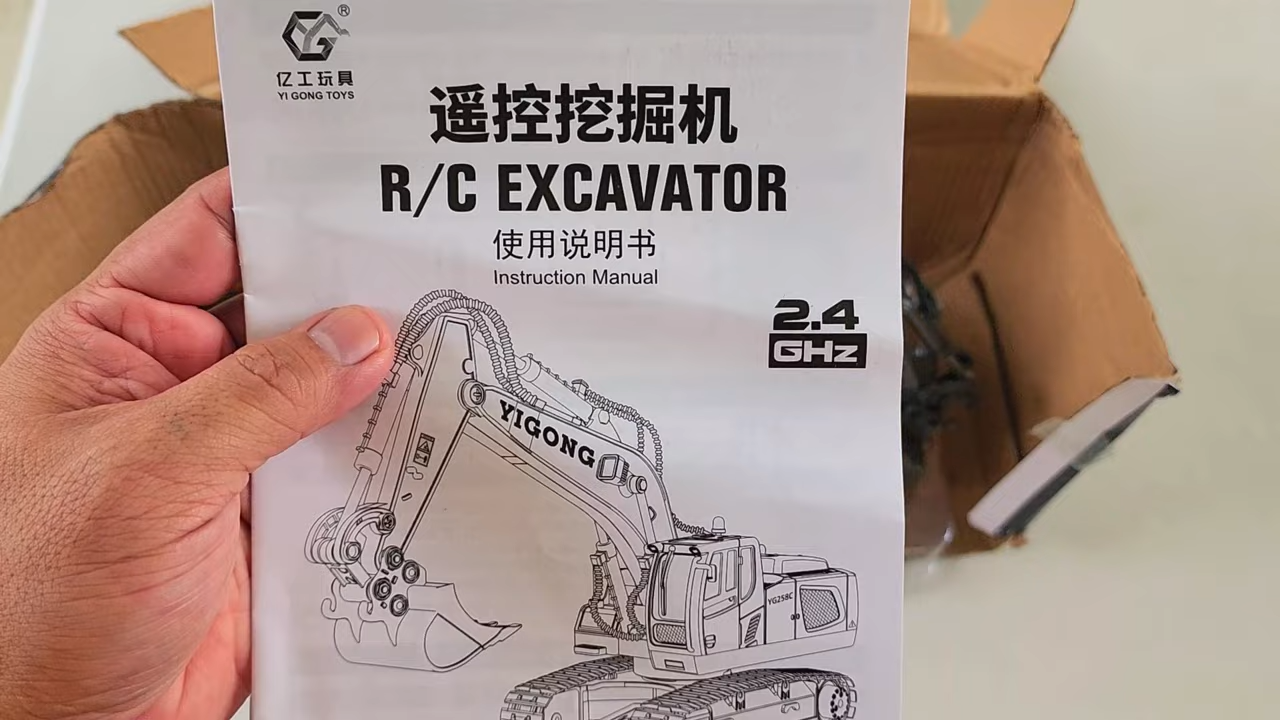 ®
亿工玩具
YI GONG TOYS
遥控挖掘机
R/C EXCAVATOR
使用说明书
Instruction Manual
2.4
GHz
YIGONG
YG258C